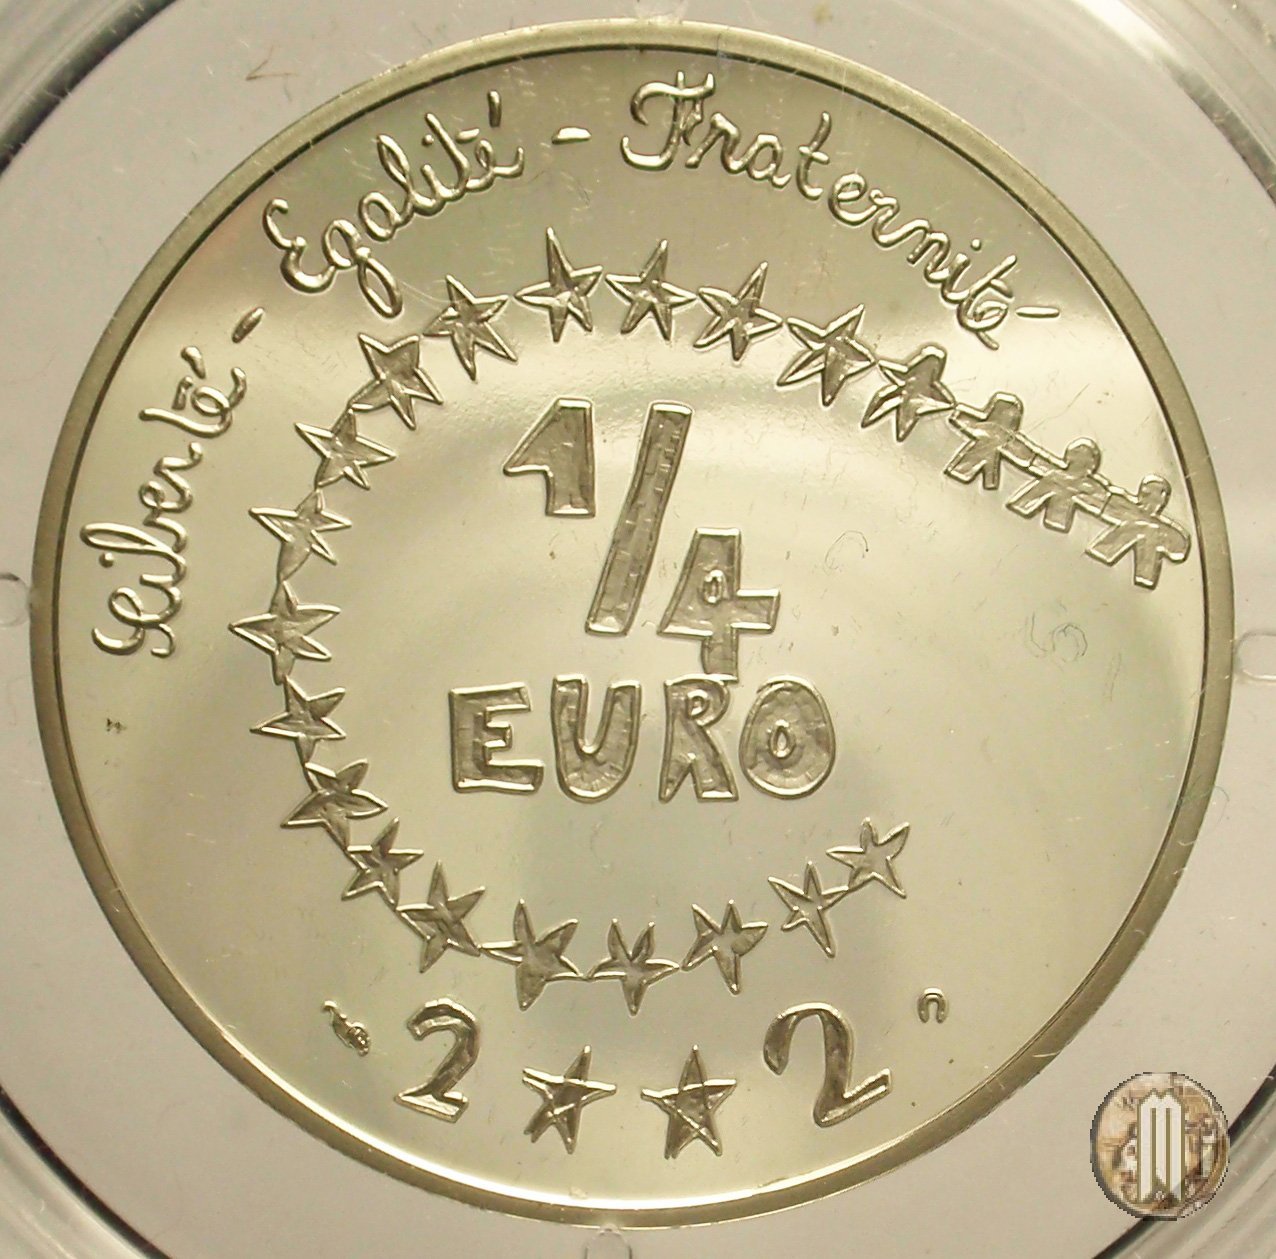 Liberté - Egalité - Fraternité -
1/4
EURO
2 ★ ★ 2
M